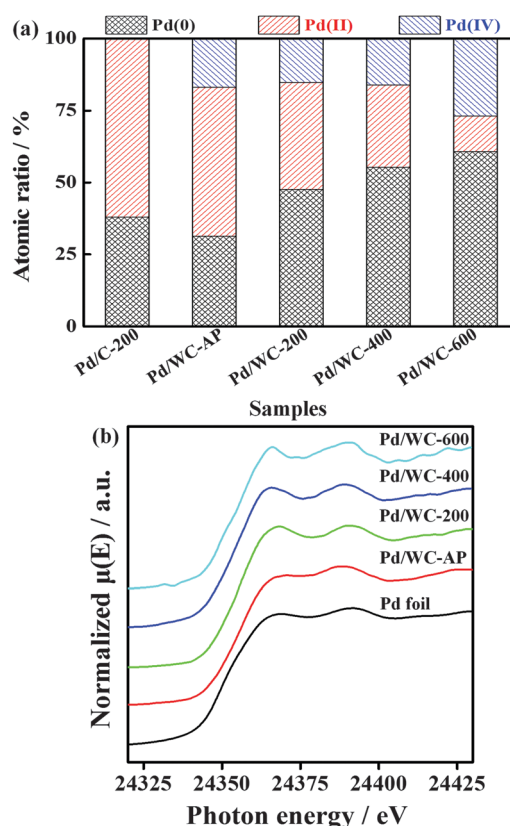 (a) Pd(0) Pd(II) Pd(IV)
100
75
50
25
0
Atomic ratio / %
Pd/C-200 Pd/WC-AP Pd/WC-200 Pd/WC-400 Pd/WC-600
Samples
(b)
Pd/WC-600
Pd/WC-400
Pd/WC-200
Pd/WC-AP
Pd foil
Normalized μ(E) / a.u.
24325 24350 24375 24400 24425
Photon energy / eV